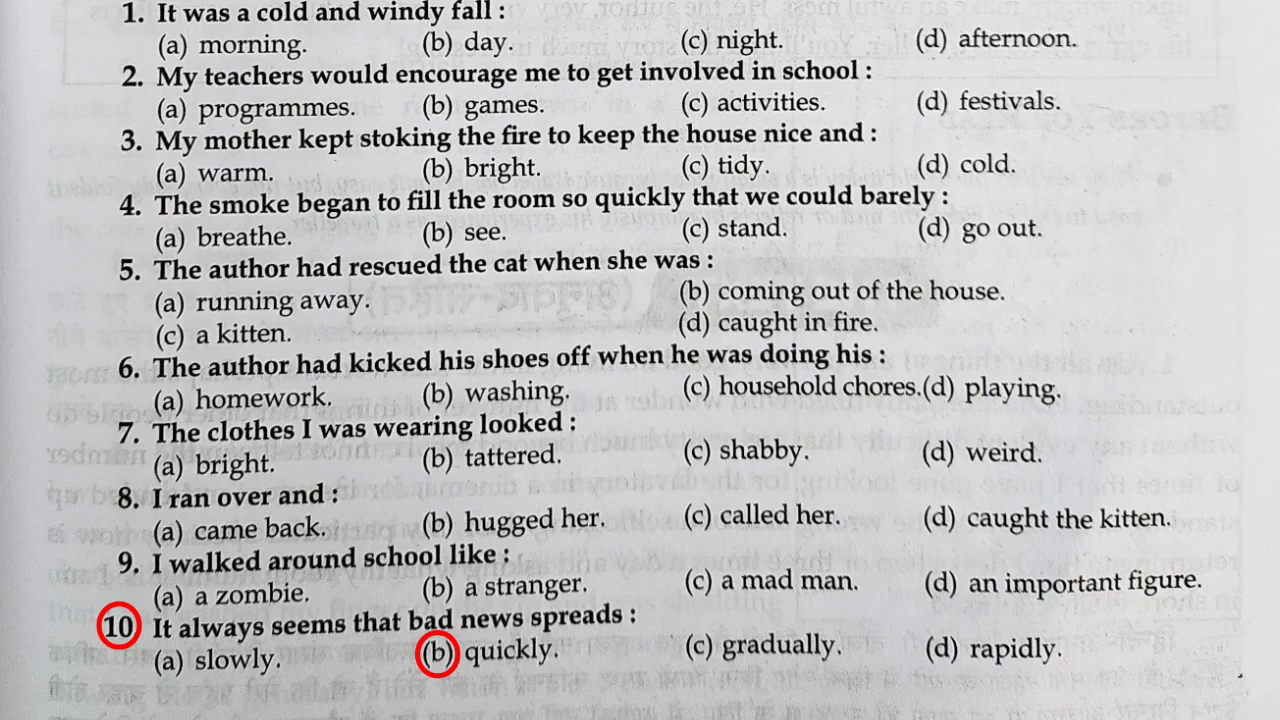 1. It was a cold and windy fall :
(a) morning. (b) day. (c) night. (d) afternoon.
2. My teachers would encourage me to get involved in school :
(a) programmes. (b) games. (c) activities. (d) festivals.
3. My mother kept stoking the fire to keep the house nice and :
(a) warm. (b) bright. (c) tidy. (d) cold.
4. The smoke began to fill the room so quickly that we could barely :
(a) breathe. (b) see. (c) stand. (d) go out.
5. The author had rescued the cat when she was :
(a) running away. (b) coming out of the house.
(c) a kitten. (d) caught in fire.
6. The author had kicked his shoes off when he was doing his :
(a) homework. (b) washing. (c) household chores.(d) playing.
7. The clothes I was wearing looked :
(a) bright. (b) tattered. (c) shabby. (d) weird.
8. I ran over and :
(a) came back. (b) hugged her. (c) called her. (d) caught the kitten.
9. I walked around school like :
(a) a zombie. (b) a stranger. (c) a mad man. (d) an important figure.
10 It always seems that bad news spreads :
(a) slowly. (b) quickly. (c) gradually. (d) rapidly.